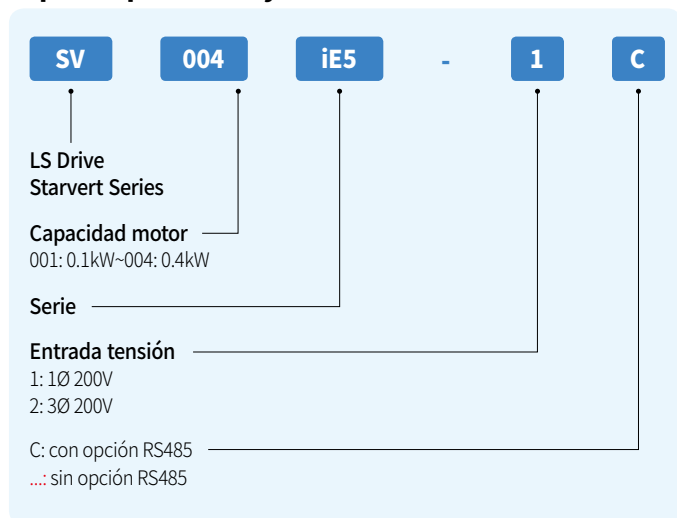 SV 004 iE5 - 1 C
LS Drive
Starvert Series
Capacidad motor
001: 0.1kW~004: 0.4kW
Serie
Entrada tensión
1: 1Ø 200V
2: 3Ø 200V
C: con opción RS485
...: sin opción RS485